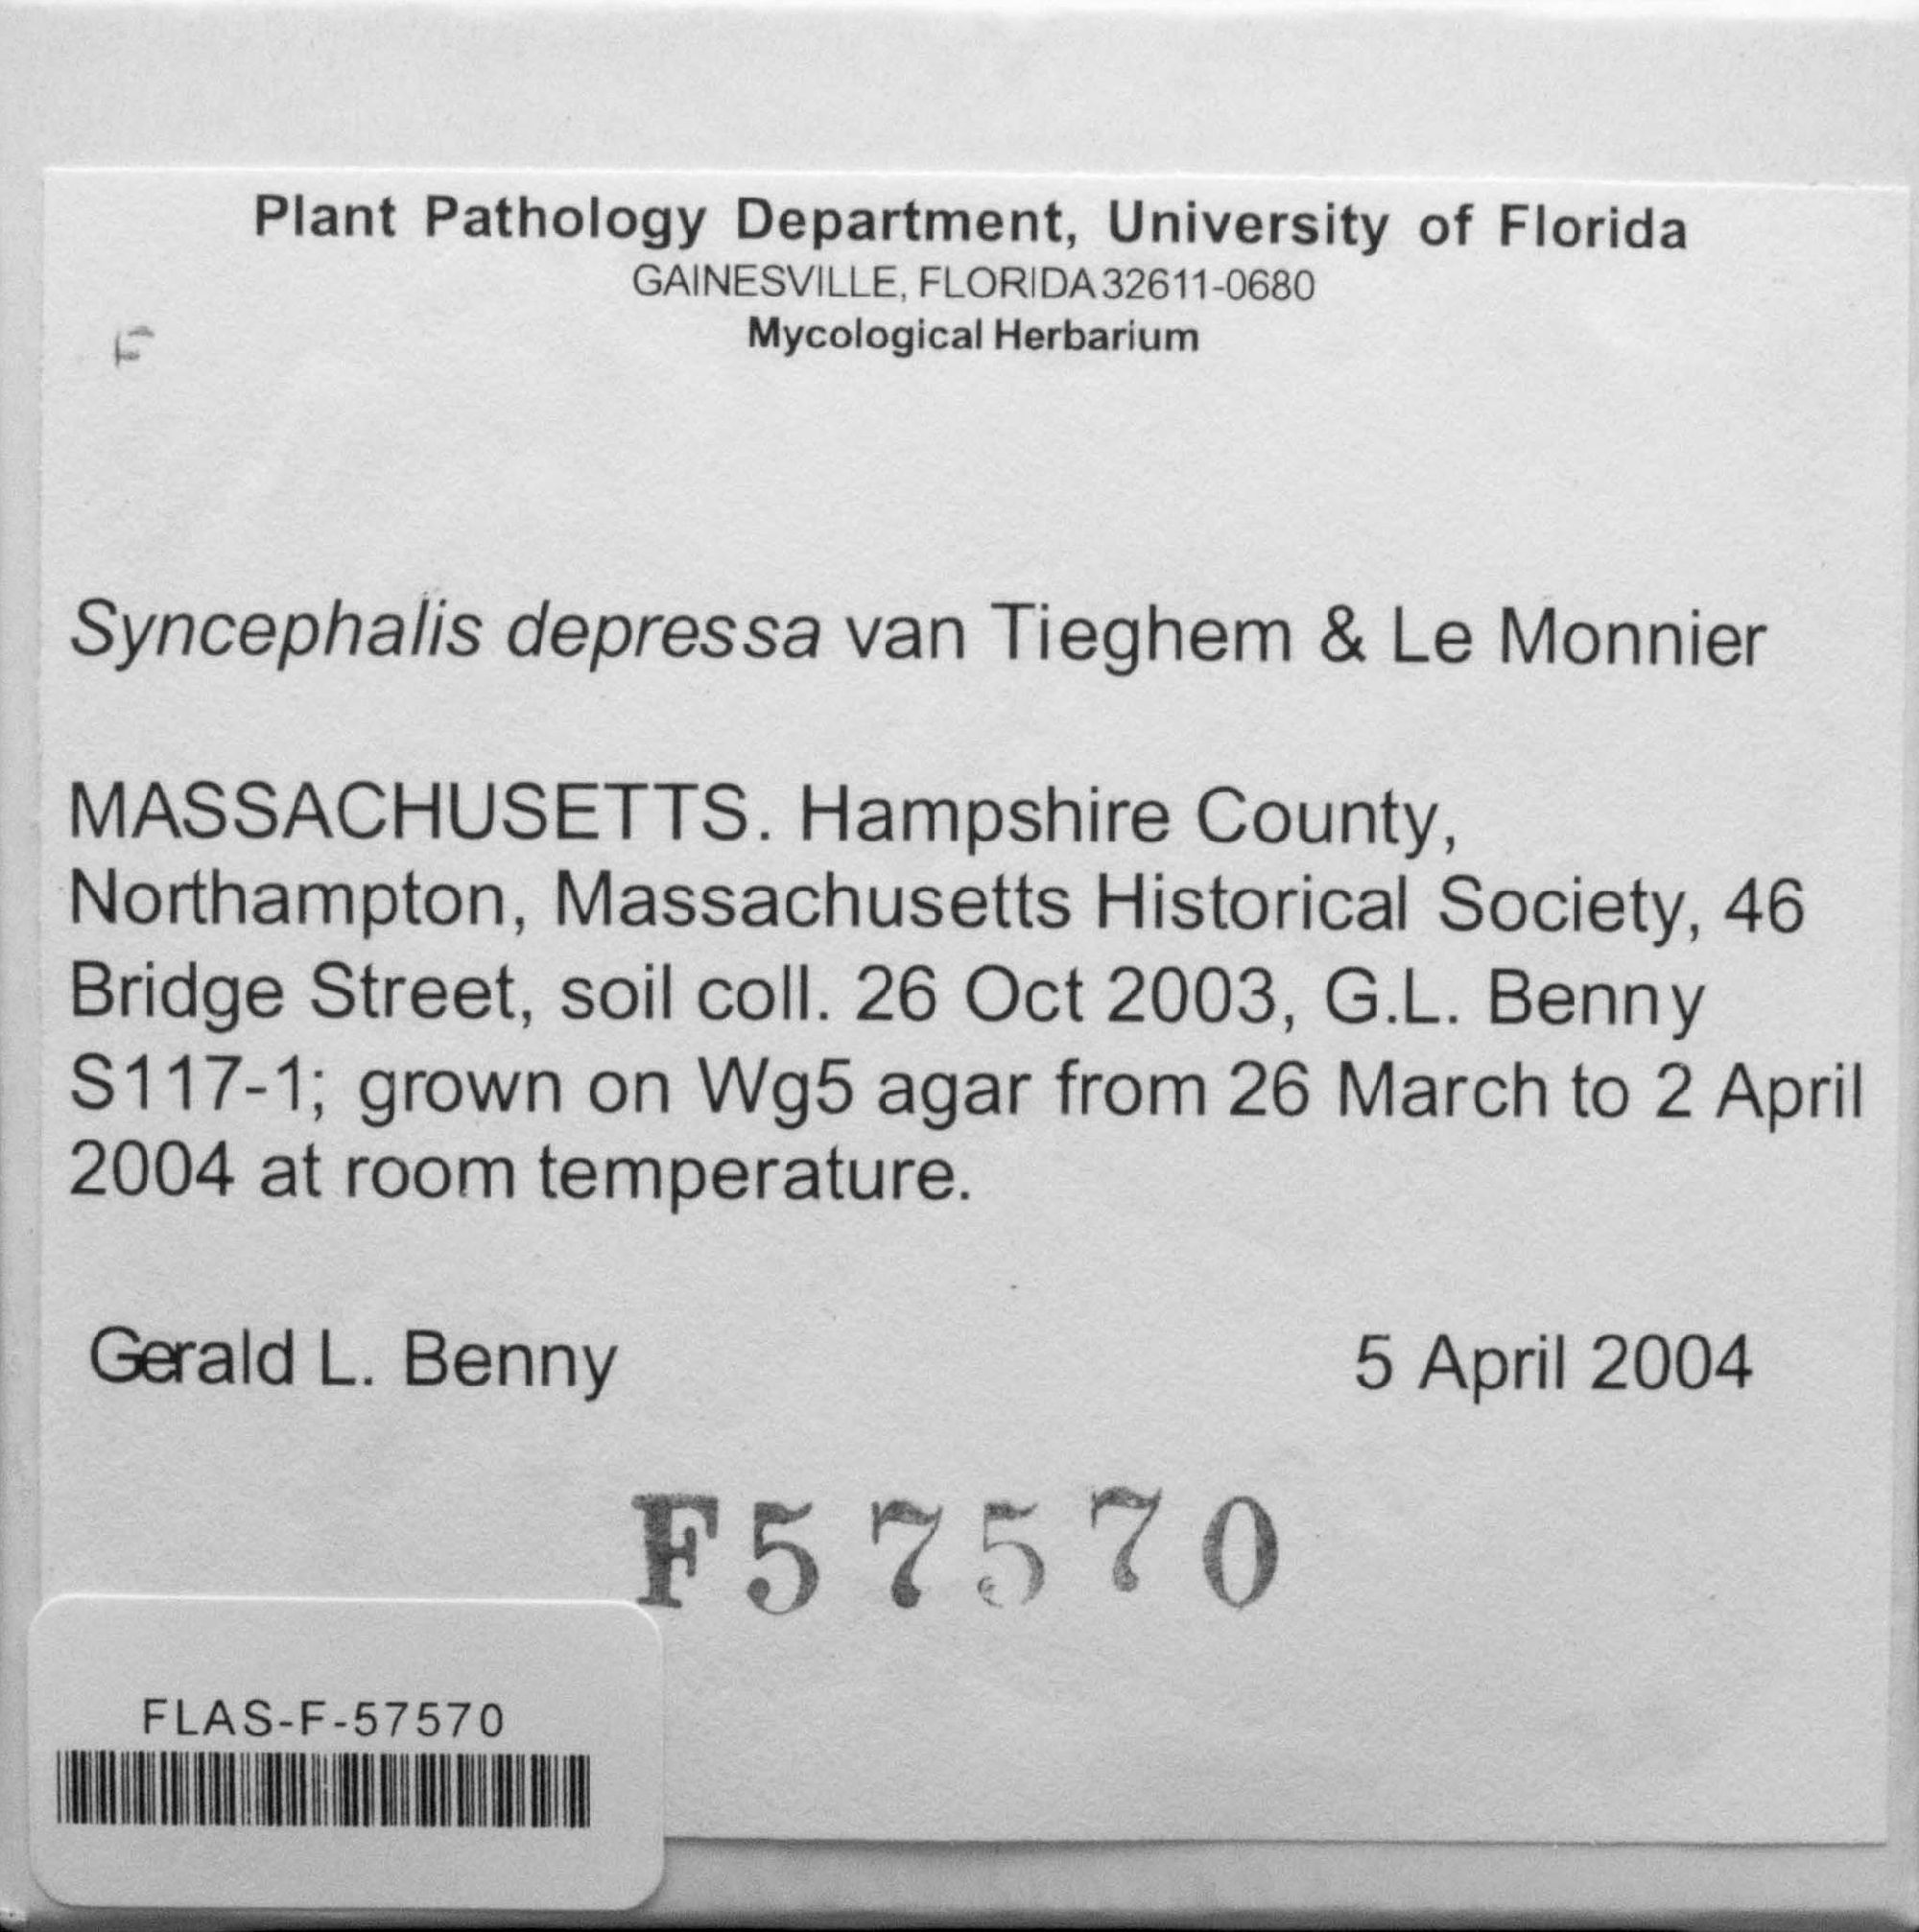 Plant Pathology Department, University of Florida
GAINESVILLE, FLORIDA 32611-0680
Mycological Herbarium
F
Syncephalis depressa van Tieghem & Le Monnier
MASSACHUSETTS. Hampshire County,
Northampton, Massachusetts Historical Society, 46
Bridge Street, soil coll. 26 Oct 2003, G.L. Benny
S117-1; grown on Wg5 agar from 26 March to 2 April
2004 at room temperature.
Gerald L. Benny 5 April 2004
F57570
FLAS-F-57570